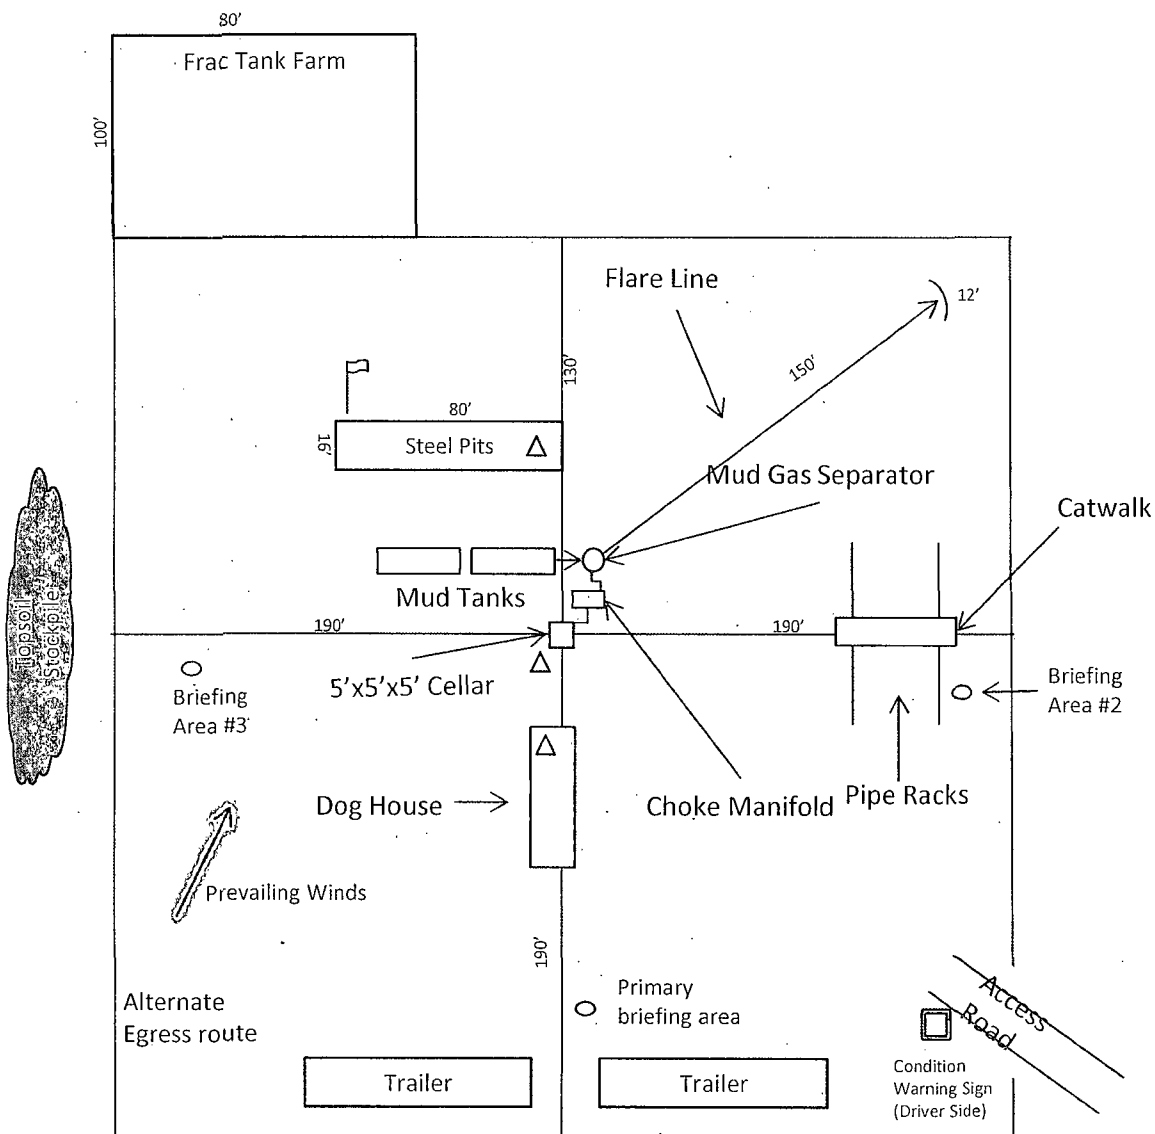 80'
Frac Tank Farm
100'
Flare Line
12'
150'
130'
80'
16'
Steel Pits
Mud Gas Separator
Catwalk
Mud Tanks
190'
190'
Topsoil
Stockpile
5'x5'x5' Cellar
Briefing
Area #3
Briefing
Area #2
Dog House
Choke Manifold
Pipe Racks
Prevailing Winds
190'
Primary
briefing area
Alternate
Egress route
Access
Road
Trailer
Trailer
Condition
Warning Sign
(Driver Side)